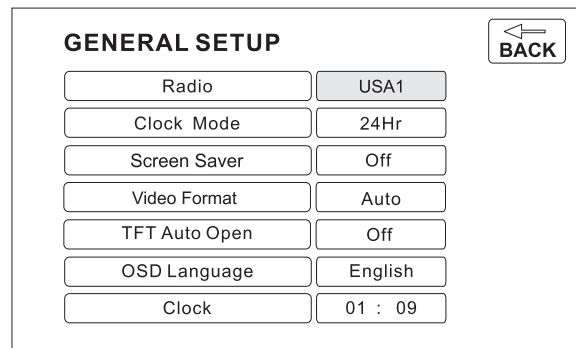 GENERAL SETUP
BACK
Radio USA1
Clock Mode 24Hr
Screen Saver Off
Video Format Auto
TFT Auto Open Off
OSD Language English
Clock 01 : 09